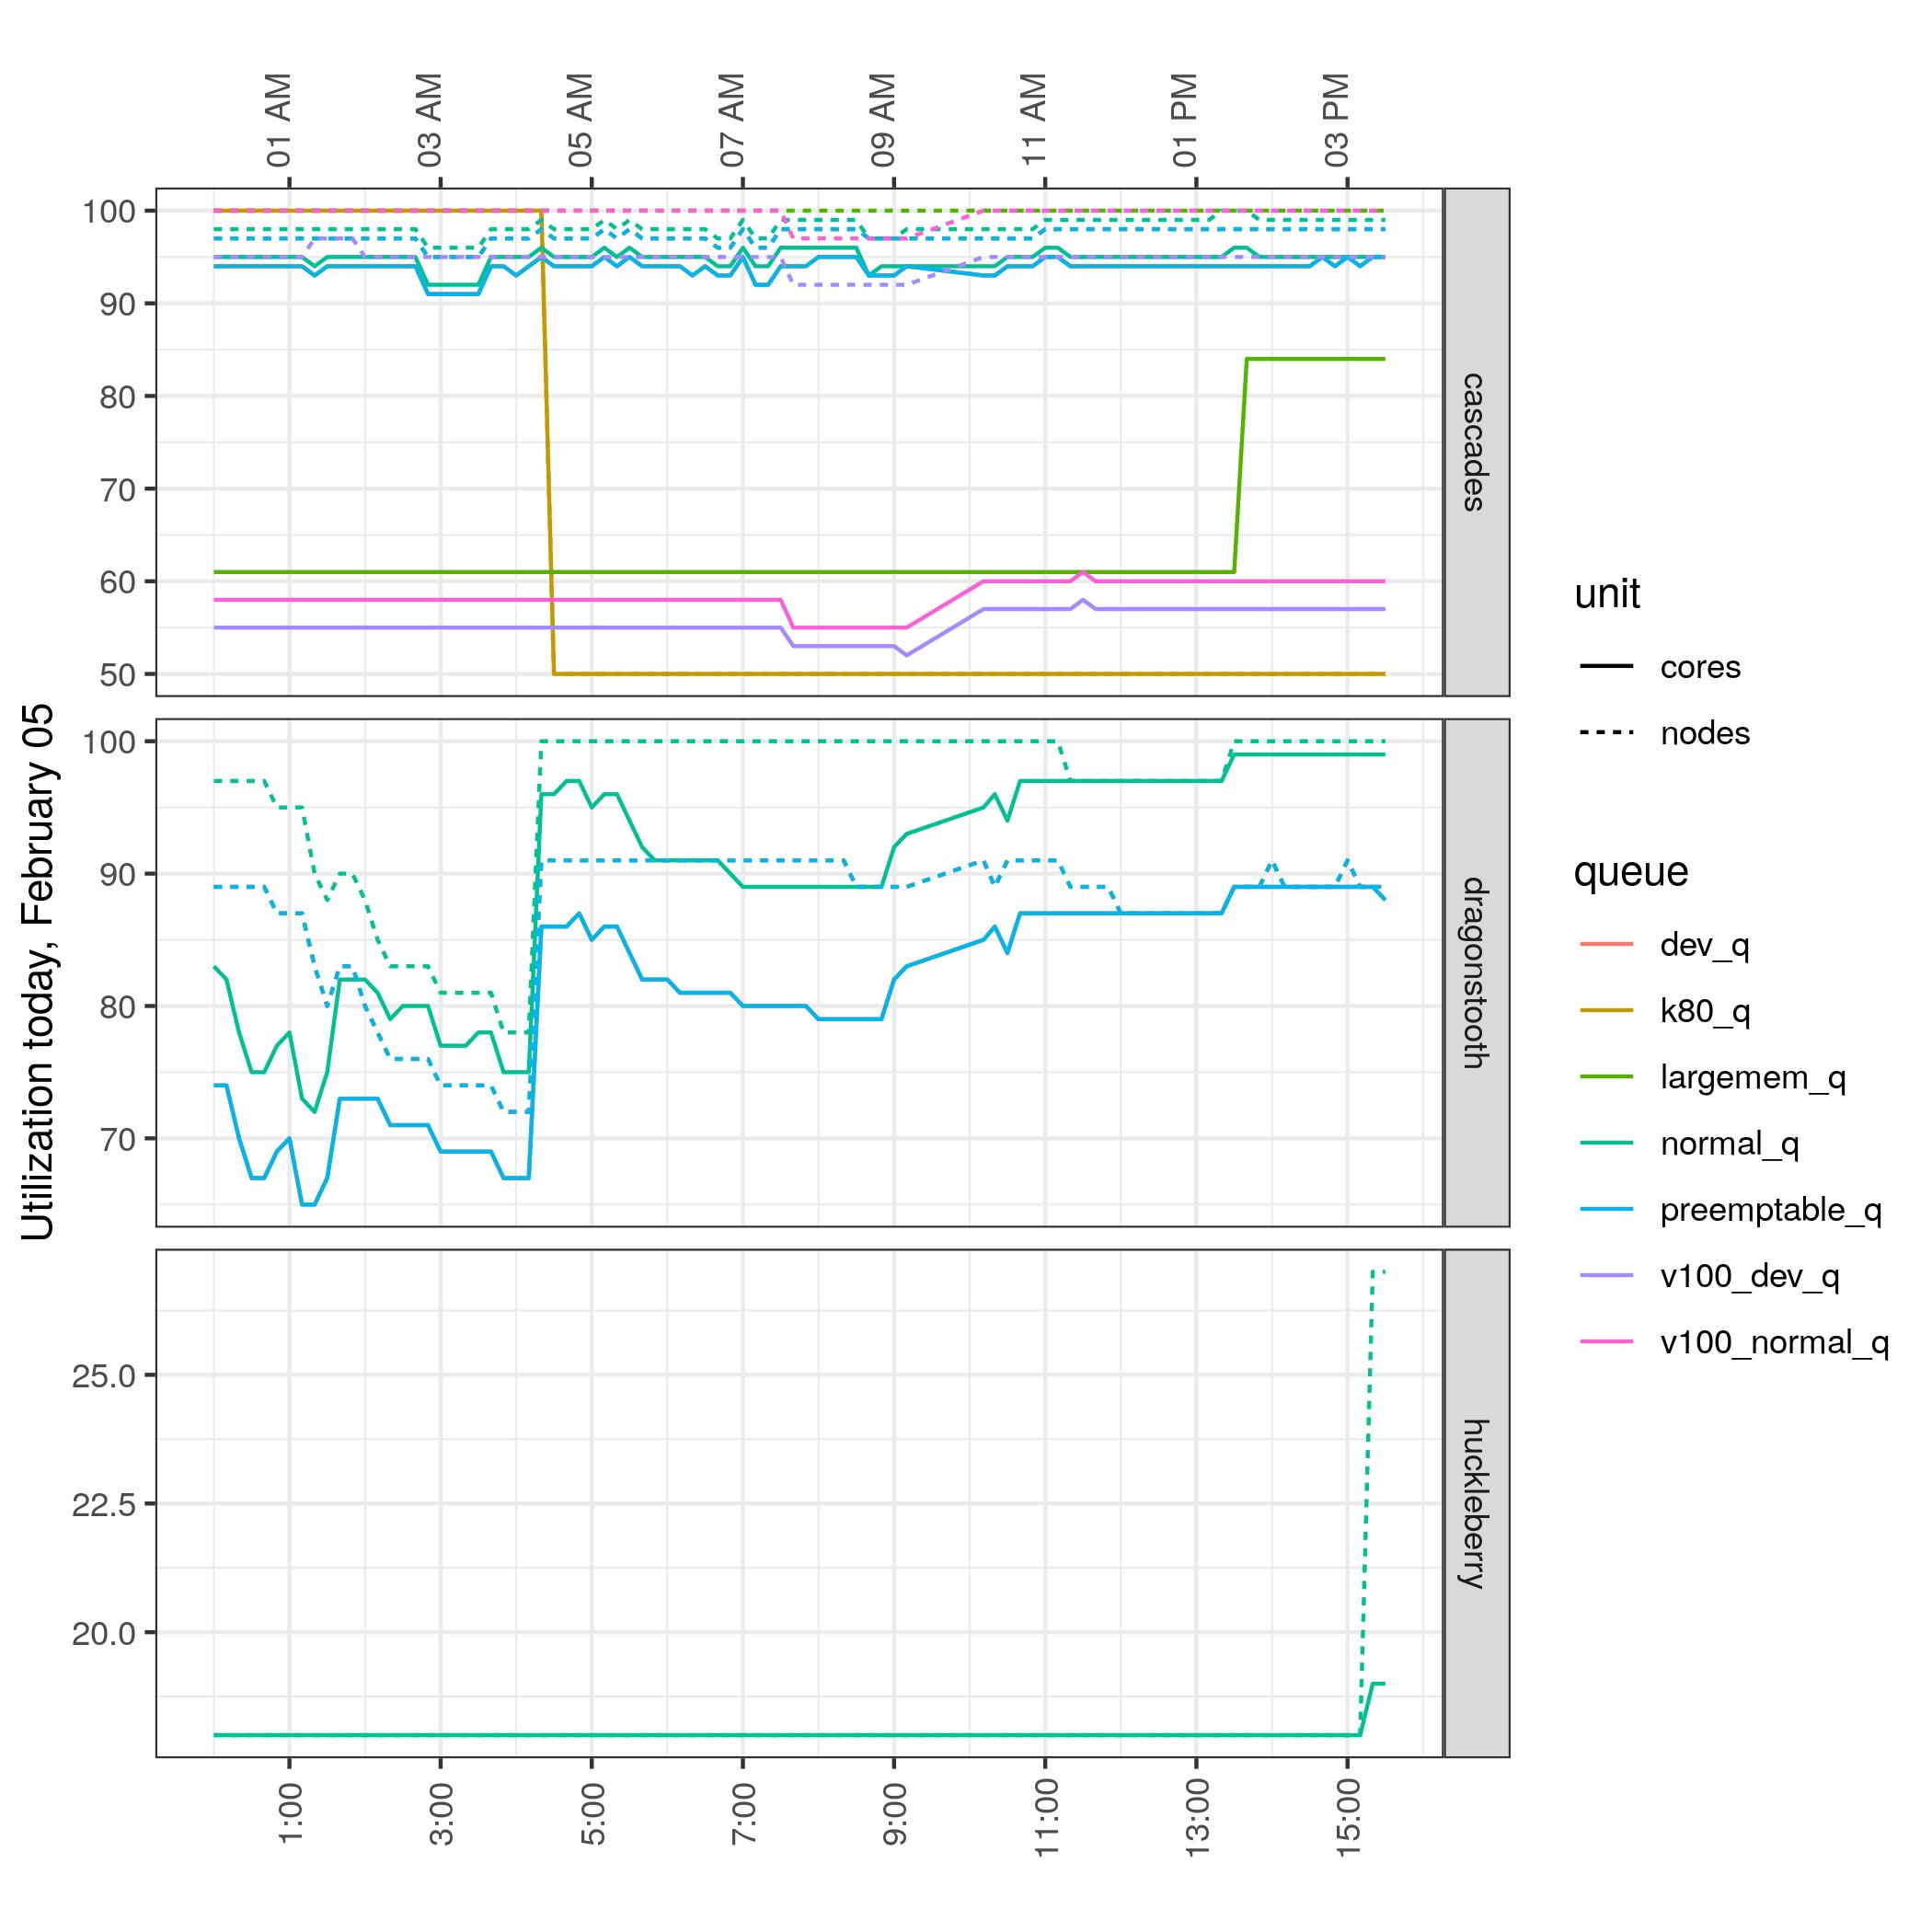 01 AM
03 AM
05 AM
07 AM
09 AM
11 AM
01 PM
03 PM
Utilization today, February 05
100
90
80
70
60
50
cascades
100
90
80
70
dragonstooth
25.0
22.5
20.0
huckleberry
1:00
3:00
5:00
7:00
9:00
11:00
13:00
15:00
unit
cores
nodes
queue
dev_q
k80_q
largemem_q
normal_q
preemptable_q
v100_dev_q
v100_normal_q